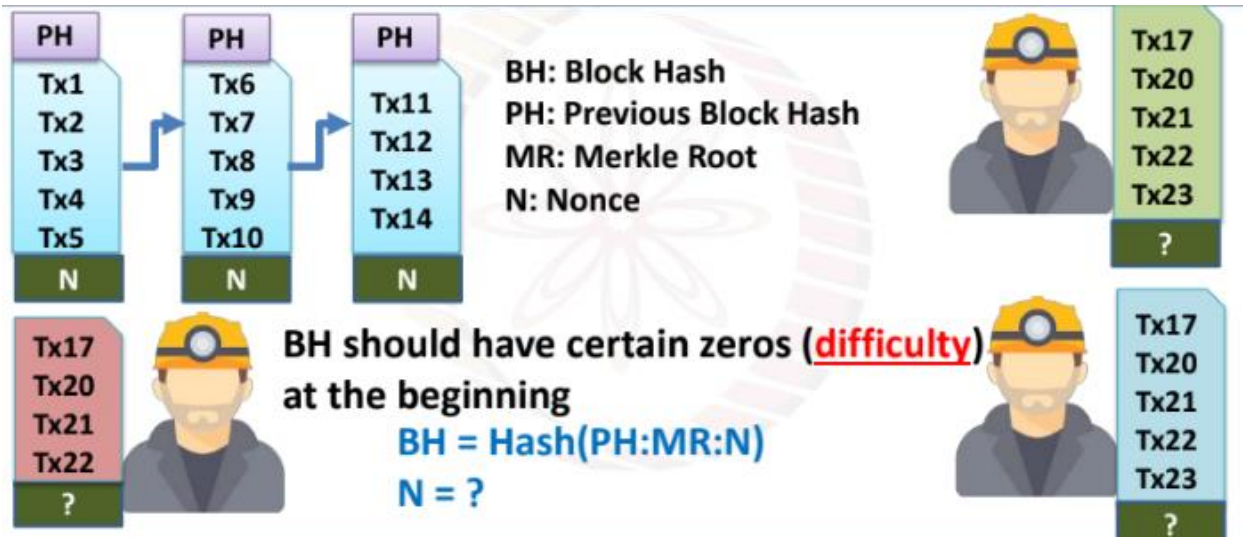 PH
Tx1
Tx2
Tx3
Tx4
Tx5
N
PH
Tx6
Tx7
Tx8
Tx9
Tx10
N
PH
Tx11
Tx12
Tx13
Tx14
N
BH: Block Hash
PH: Previous Block Hash
MR: Merkle Root
N: Nonce
Tx17
Tx20
Tx21
Tx22
Tx23
?
Tx17
Tx20
Tx21
Tx22
?
BH should have certain zeros (difficulty)
at the beginning
BH = Hash(PH:MR:N)
N = ?
Tx17
Tx20
Tx21
Tx22
Tx23
?